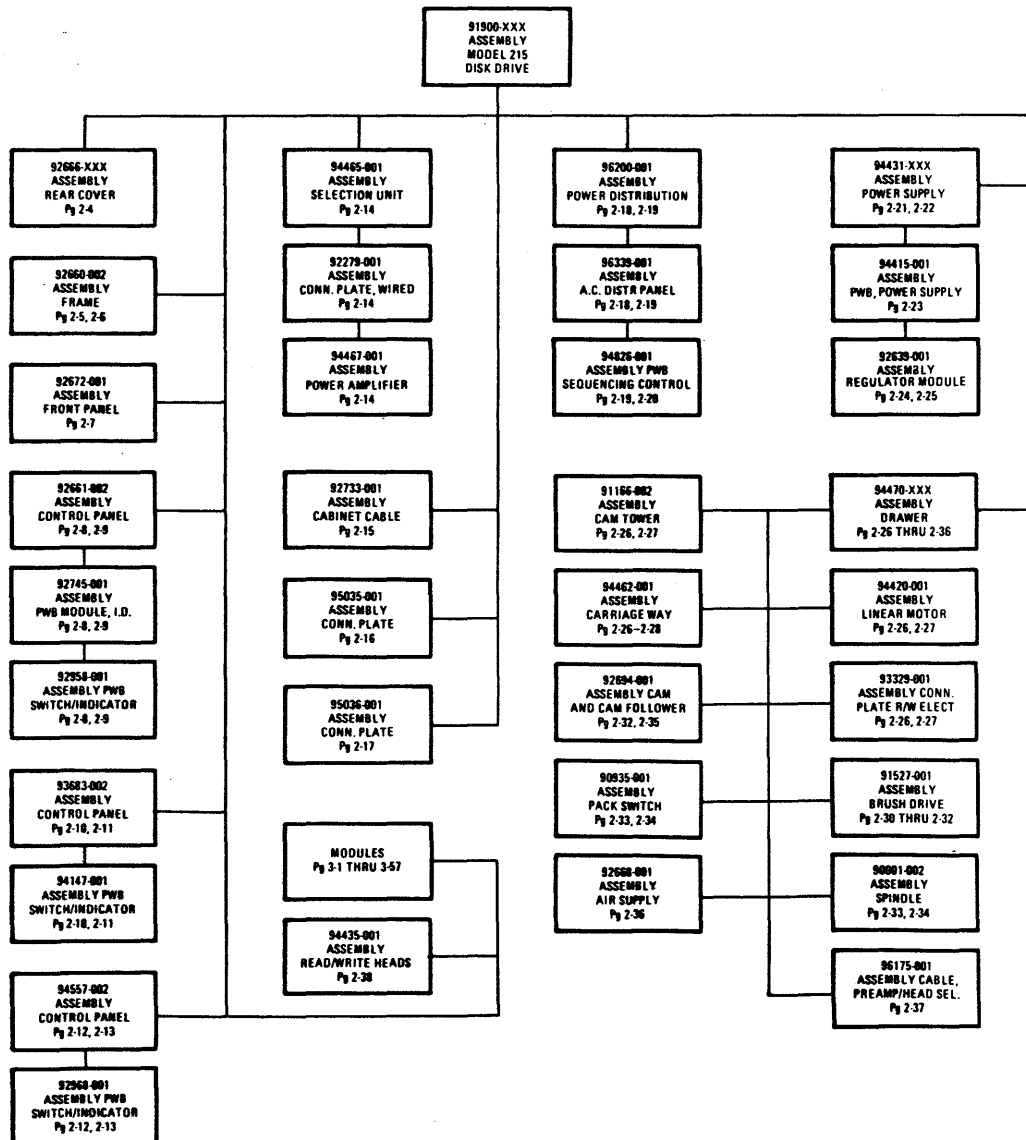 91900-XXX
ASSEMBLY
MODEL 215
DISK DRIVE
92666-XXX
ASSEMBLY
REAR COVER
Pg 2-4
92660-002
ASSEMBLY
FRAME
Pg 2-5, 2-6
92672-001
ASSEMBLY
FRONT PANEL
Pg 2-7
92661-002
ASSEMBLY
CONTROL PANEL
Pg 2-8, 2-9
92745-001
ASSEMBLY
PWB MODULE, I.D.
Pg 2-8, 2-9
92958-001
ASSEMBLY PWB
SWITCH/INDICATOR
Pg 2-8, 2-9
93683-002
ASSEMBLY
CONTROL PANEL
Pg 2-10, 2-11
94147-001
ASSEMBLY PWB
SWITCH/INDICATOR
Pg 2-10, 2-11
94557-002
ASSEMBLY
CONTROL PANEL
Pg 2-12, 2-13
92968-001
ASSEMBLY PWB
SWITCH/INDICATOR
Pg 2-12, 2-13
94465-001
ASSEMBLY
SELECTION UNIT
Pg 2-14
92279-001
ASSEMBLY
CONN. PLATE, WIRED
Pg 2-14
94467-001
ASSEMBLY
POWER AMPLIFIER
Pg 2-14
92733-001
ASSEMBLY
CABINET CABLE
Pg 2-15
95035-001
ASSEMBLY
CONN. PLATE
Pg 2-16
95036-001
ASSEMBLY
CONN. PLATE
Pg 2-17
MODULES
Pg 3-1 THRU 3-57
94435-001
ASSEMBLY
READ/WRITE HEADS
Pg 2-38
96200-001
ASSEMBLY
POWER DISTRIBUTION
Pg 2-18, 2-19
96339-001
ASSEMBLY
A.C. DISTR PANEL
Pg 2-18, 2-19
94826-001
ASSEMBLY PWB
SEQUENCING CONTROL
Pg 2-19, 2-20
94431-XXX
ASSEMBLY
POWER SUPPLY
Pg 2-21, 2-22
94415-001
ASSEMBLY
PWB, POWER SUPPLY
Pg 2-23
92639-001
ASSEMBLY
REGULATOR MODULE
Pg 2-24, 2-25
91166-002
ASSEMBLY
CAM TOWER
Pg 2-26, 2-27
94462-001
ASSEMBLY
CARRIAGE WAY
Pg 2-26-2-28
92694-001
ASSEMBLY CAM
AND CAM FOLLOWER
Pg 2-32, 2-35
90935-001
ASSEMBLY
PACK SWITCH
Pg 2-33, 2-34
92668-001
ASSEMBLY
AIR SUPPLY
Pg 2-36
94470-XXX
ASSEMBLY
DRAWER
Pg 2-26 THRU 2-36
94420-001
ASSEMBLY
LINEAR MOTOR
Pg 2-26, 2-27
93329-001
ASSEMBLY CONN.
PLATE R/W ELECT
Pg 2-26, 2-27
91527-001
ASSEMBLY
BRUSH DRIVE
Pg 2-30 THRU 2-32
90801-002
ASSEMBLY
SPINDLE
Pg 2-33, 2-34
96175-001
ASSEMBLY CABLE,
PREAMP/HEAD SEL.
Pg 2-37